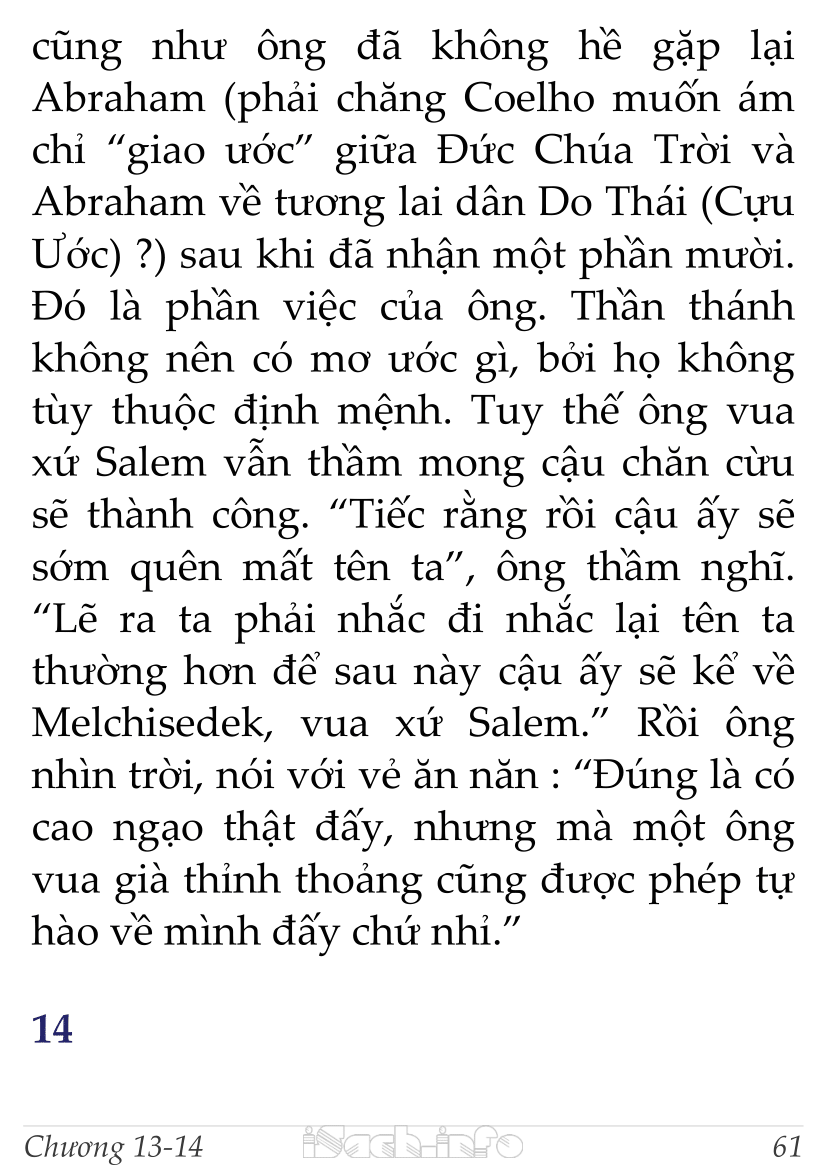 cũng như ông đã không hề gặp lại
Abraham (phải chăng Coelho muốn ám
chỉ “giao ước” giữa Đức Chúa Trời và
Abraham về tương lai dân Do Thái (Cựu
Ước) ?) sau khi đã nhận một phần mười.
Đó là phần việc của ông. Thần thánh
không nên có mơ ước gì, bởi họ không
tùy thuộc định mệnh. Tuy thế ông vua
xứ Salem vẫn thầm mong cậu chăn cừu
sẽ thành công. “Tiếc rằng rồi cậu ấy sẽ
sớm quên mất tên ta”, ông thầm nghĩ.
“Lẽ ra ta phải nhắc đi nhắc lại tên ta
thường hơn để sau này cậu ấy sẽ kể về
Melchisedek, vua xứ Salem.” Rồi ông
nhìn trời, nói với vẻ ăn năn : “Đúng là có
cao ngạo thật đấy, nhưng mà một ông
vua già thỉnh thoảng cũng được phép tự
hào về mình đấy chứ nhỉ.”
14
Chương 13-14 iSach.info 61